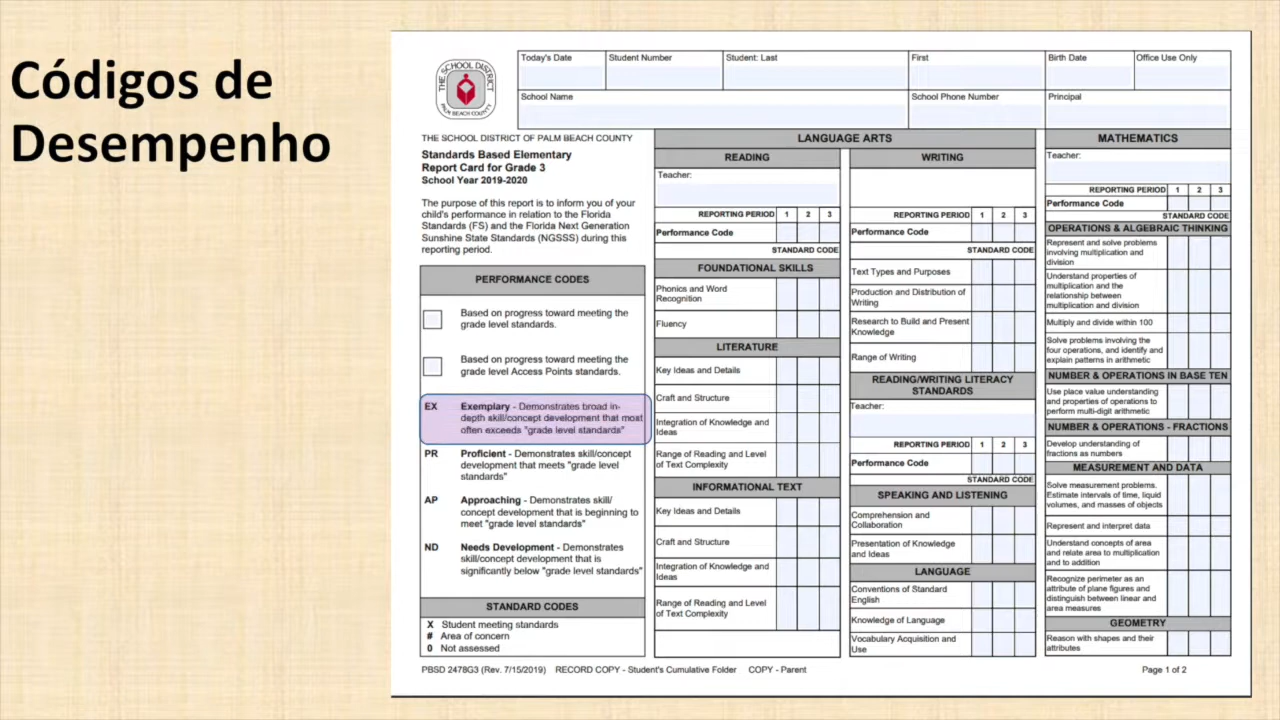 Códigos de
Desempenho
THE SCHOOL DISTRICT
PALM BEACH COUNTY
Today's Date
Student Number
Student: Last
First
Birth Date
Office Use Only
School Name
School Phone Number
Principal
THE SCHOOL DISTRICT OF PALM BEACH COUNTY
Standards Based Elementary
Report Card for Grade 3
School Year 2019-2020
The purpose of this report is to inform you of your
child's performance in relation to the Florida
Standards (FS) and the Florida Next Generation
Sunshine State Standards (NGSSS) during this
reporting period.
PERFORMANCE CODES
Based on progress toward meeting the
grade level standards.
Based on progress toward meeting the
grade level Access Points standards.
EX Exemplary - Demonstrates broad in-
depth skill/concept development that most
often exceeds "grade level standards"
PR Proficient - Demonstrates skill/concept
development that meets "grade level
standards"
AP Approaching - Demonstrates skill/
concept development that is beginning to
meet "grade level standards"
ND Needs Development - Demonstrates
skill/concept development that is
significantly below "grade level standards"
STANDARD CODES
X Student meeting standards
# Area of concern
0 Not assessed
LANGUAGE ARTS
READING
Teacher:
REPORTING PERIOD 1 2 3
Performance Code
STANDARD CODE
FOUNDATIONAL SKILLS
Phonics and Word
Recognition
Fluency
LITERATURE
Key Ideas and Details
Craft and Structure
Integration of Knowledge and
Ideas
Range of Reading and Level
of Text Complexity
INFORMATIONAL TEXT
Key Ideas and Details
Craft and Structure
Integration of Knowledge and
Ideas
Range of Reading and Level
of Text Complexity
WRITING
REPORTING PERIOD 1 2 3
Performance Code
STANDARD CODE
Text Types and Purposes
Production and Distribution of
Writing
Research to Build and Present
Knowledge
Range of Writing
READING/WRITING LITERACY
STANDARDS
Teacher:
REPORTING PERIOD 1 2 3
Performance Code
STANDARD CODE
SPEAKING AND LISTENING
Comprehension and
Collaboration
Presentation of Knowledge
and Ideas
LANGUAGE
Conventions of Standard
English
Knowledge of Language
Vocabulary Acquisition and
Use
MATHEMATICS
Teacher:
REPORTING PERIOD 1 2 3
Performance Code
STANDARD CODE
OPERATIONS & ALGEBRAIC THINKING
Represent and solve problems
involving multiplication and
division
Understand properties of
multiplication and the
relationship between
multiplication and division
Multiply and divide within 100
Solve problems involving the
four operations, and identify and
explain patterns in arithmetic
NUMBER & OPERATIONS IN BASE TEN
Use place value understanding
and properties of operations to
perform multi-digit arithmetic
NUMBER & OPERATIONS - FRACTIONS
Develop understanding of
fractions as numbers
MEASUREMENT AND DATA
Solve measurement problems.
Estimate intervals of time, liquid
volumes, and masses of objects
Represent and interpret data
Understand concepts of area
and relate area to multiplication
and to addition
Recognize perimeter as an
attribute of plane figures and
distinguish between linear and
area measures
GEOMETRY
Reason with shapes and their
attributes
PBSD 2478G3 (Rev. 7/15/2019) RECORD COPY - Student's Cumulative Folder COPY - Parent
Page 1 of 2